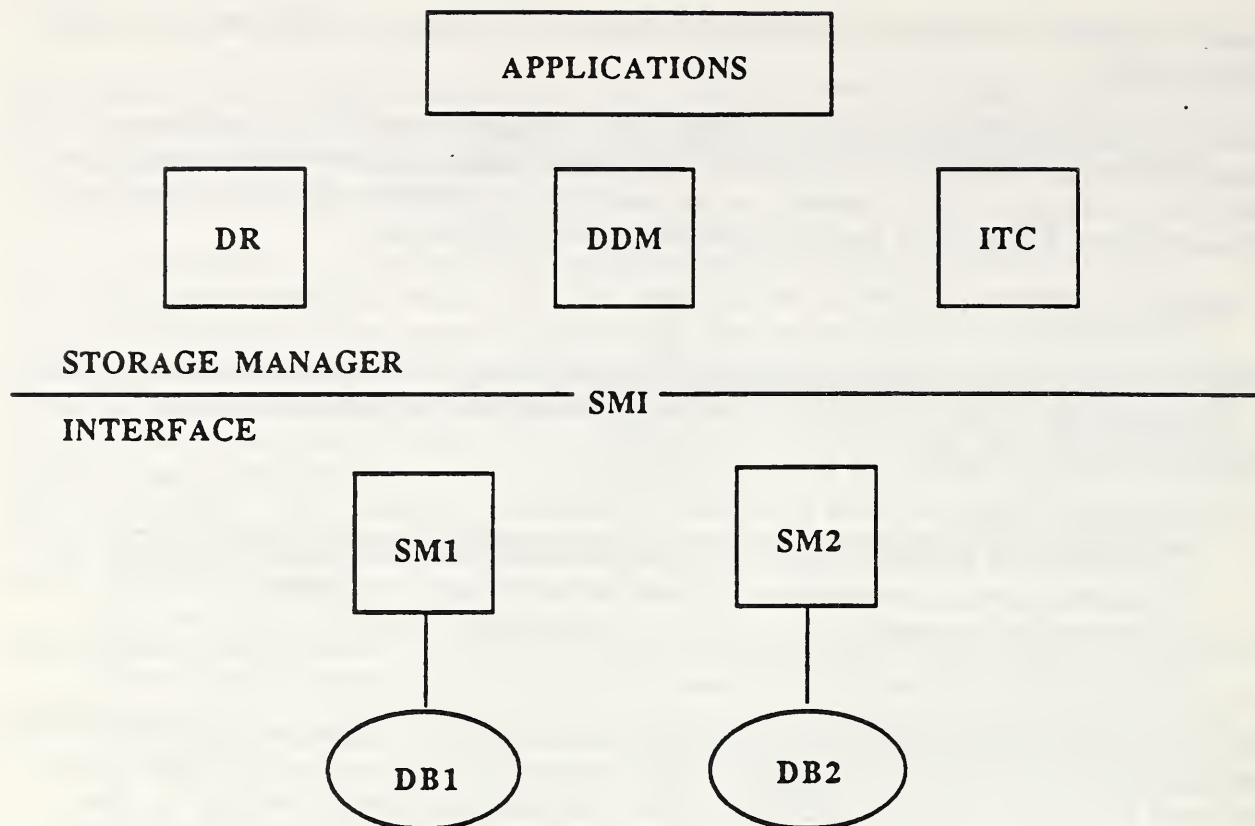 APPLICATIONS
DR
DDM
ITC
STORAGE MANAGER
SMI
INTERFACE
SM1
SM2
DB1
DB2